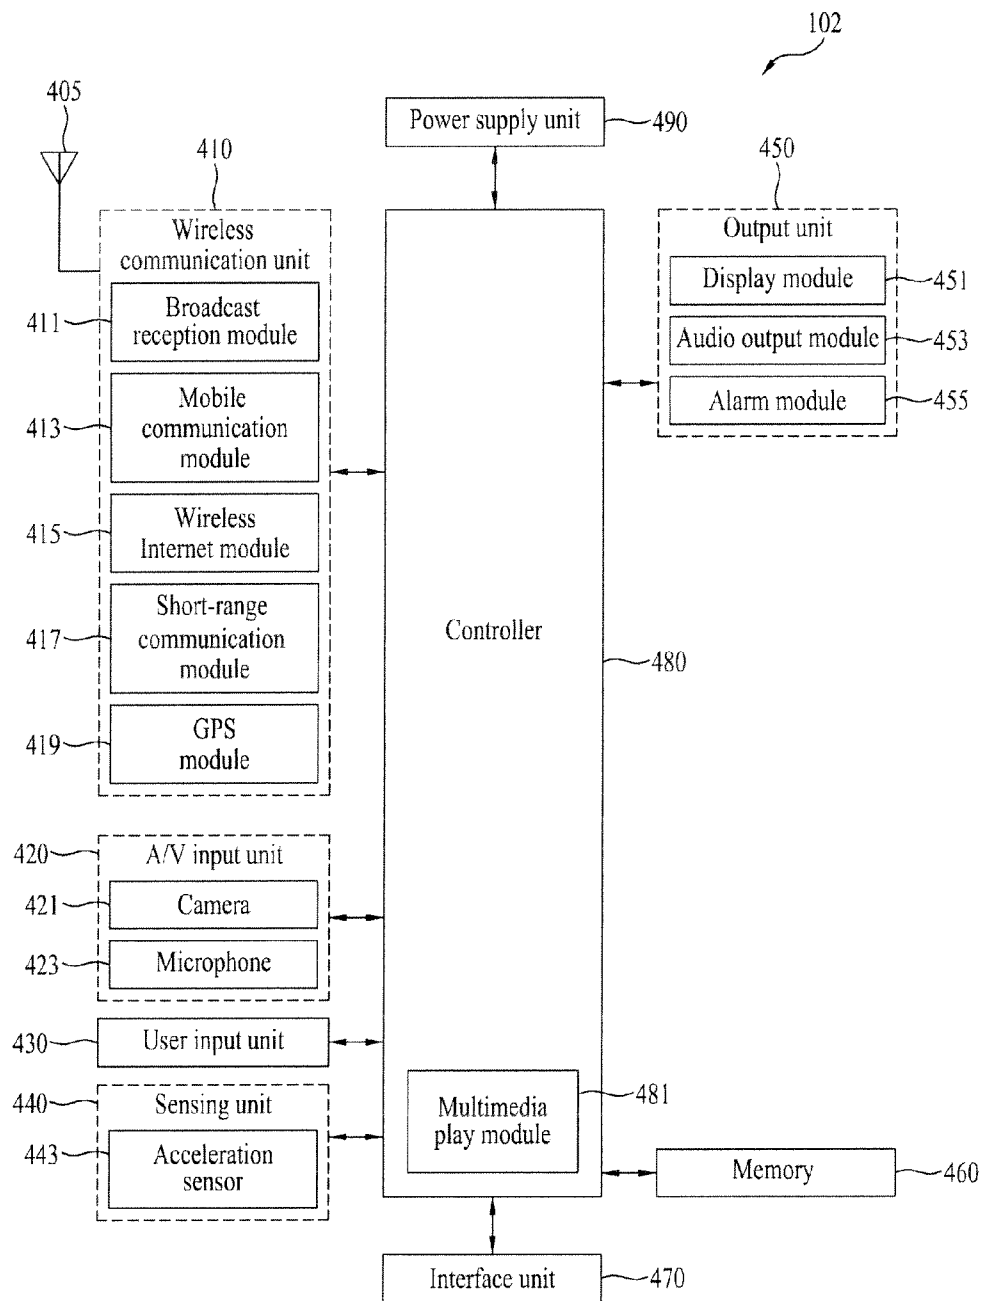 102
405
Power supply unit
490
410
450
Wireless
communication unit
Output unit
Display module
451
Broadcast
reception module
411
Audio output module
453
Alarm module
455
Mobile
communication
module
413
Wireless
Internet module
415
Short-range
communication
module
417
Controller
480
GPS
module
419
420
A/V input unit
421
Camera
423
Microphone
430
User input unit
440
Sensing unit
443
Acceleration
sensor
Multimedia
play module
481
Memory
460
Interface unit
470